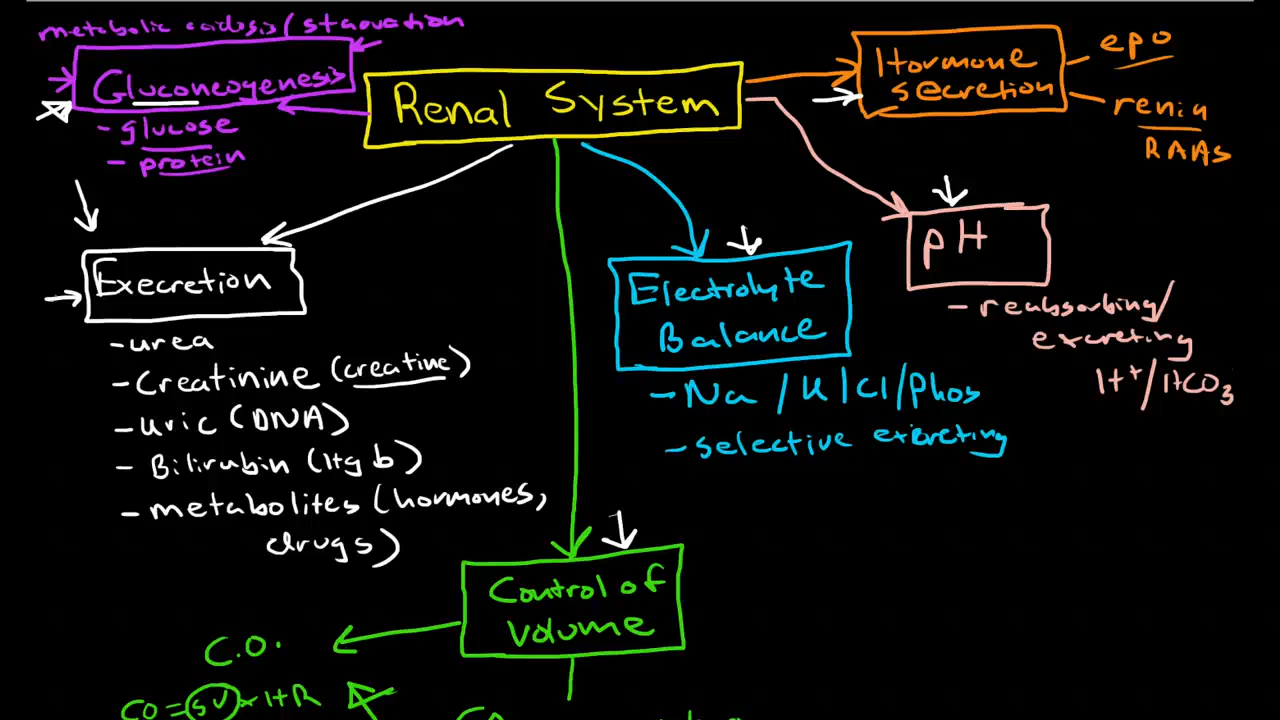 metabolic acidosis/starvation
Gluconeogenesis
- glucose
- protein
Renal System
Hormone
secretion
epo
renin
RAAs
pH
- reabsorbing/
excreting
H+/HCO3
Execretion
- urea
- Creatinine (creatine)
- uric (DNA)
- Bilirubin (Hgb)
- metabolites (hormones,
drugs)
Electrolyte
Balance
- Na / K / Cl / Phos
- selective excreting
Control of
volume
C.O.
CO = SV × HR